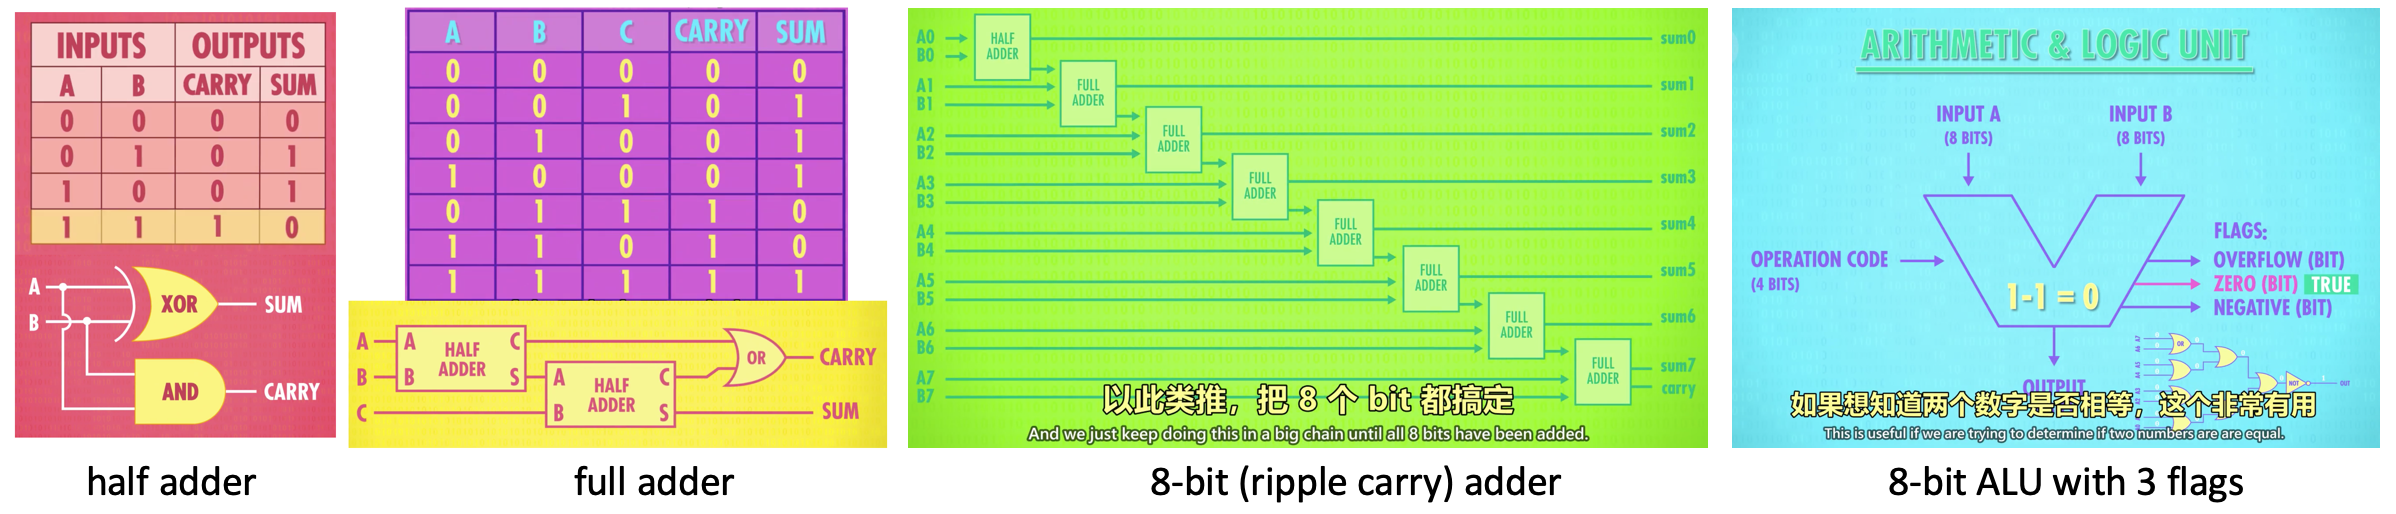 INPUTS OUTPUTS
A B CARRY SUM
0 0 0 0
0 1 0 1
1 0 0 1
1 1 1 0
A
B
XOR
SUM
AND
CARRY
half adder
A B C CARRY SUM
0 0 0 0 0
0 0 1 0 1
0 1 0 0 1
1 0 0 0 1
0 1 1 1 0
1 1 0 1 0
1 1 1 1 1
A A HALF ADDER C
B B S
A HALF ADDER C
C B S
OR
CARRY
SUM
full adder
A0
B0
HALF
ADDER
sum0
A1
B1
FULL
ADDER
sum1
A2
B2
FULL
ADDER
sum2
A3
B3
FULL
ADDER
sum3
A4
B4
FULL
ADDER
sum4
A5
B5
FULL
ADDER
sum5
A6
B6
FULL
ADDER
sum6
A7
B7
FULL
ADDER
sum7
carry
以此类推，把 8 个 bit 都搞定
And we just keep doing this in a big chain until all 8 bits have been added.
8-bit (ripple carry) adder
ARITHMETIC & LOGIC UNIT
INPUT A
(8 BITS)
INPUT B
(8 BITS)
OPERATION CODE
(4 BITS)
1-1 = 0
FLAGS:
OVERFLOW (BIT)
ZERO (BIT) TRUE
NEGATIVE (BIT)
OUTPUT
A7
A6
A5
A4
OR
NOT
OUT
如果想知道两个数字是否相等，这个非常有用
This is useful if we are trying to determine if two numbers are are equal.
8-bit ALU with 3 flags